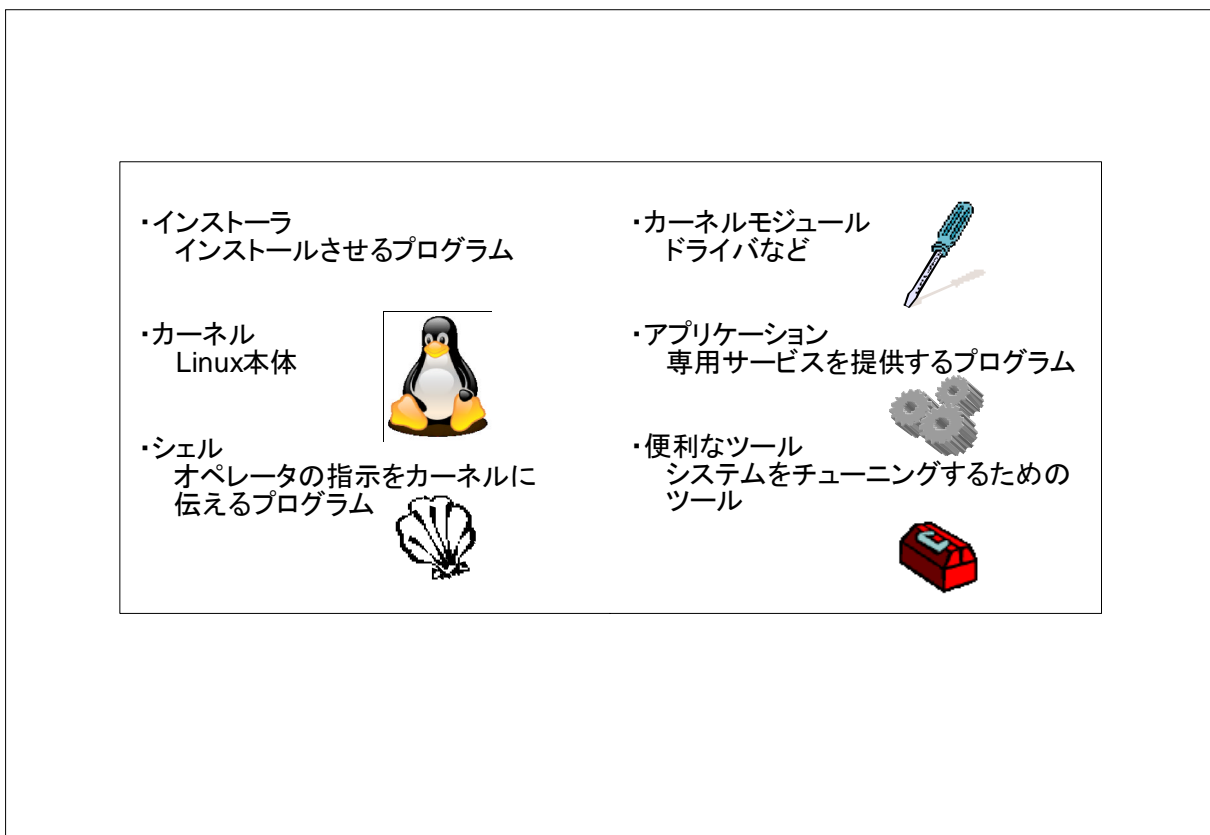 ・インストーラ
インストールさせるプログラム
・カーネル
Linux本体
・シェル
オペレータの指示をカーネルに
伝えるプログラム
・カーネルモジュール
ドライバなど
・アプリケーション
専用サービスを提供するプログラム
・便利なツール
システムをチューニングするための
ツール